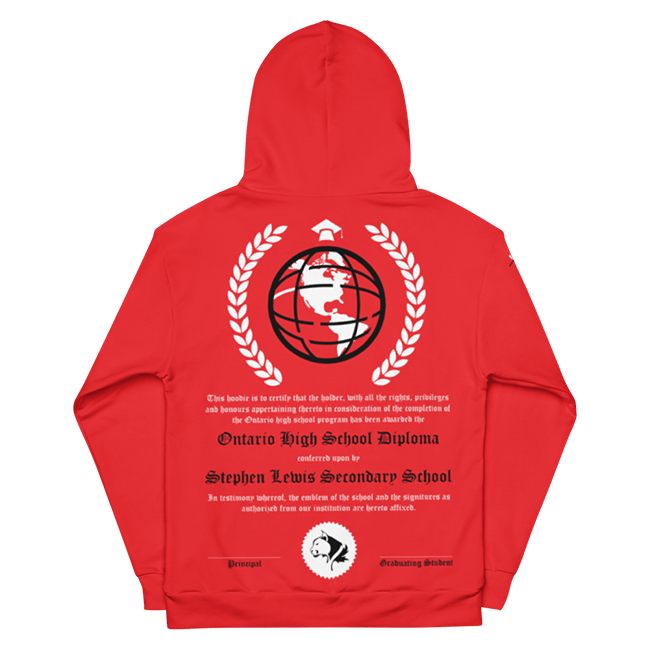 This hoodie is to certify that the holder, with all the rights, privileges
and honours appertaining thereto in consideration of the completion of
the Ontario high school program has been awarded the
Ontario High School Diploma
conferred upon by
Stephen Lewis Secondary School
In testimony whereof, the emblem of the school and the signitures as
authorized from our institution are hereto affixed.
Principal
Graduating Student